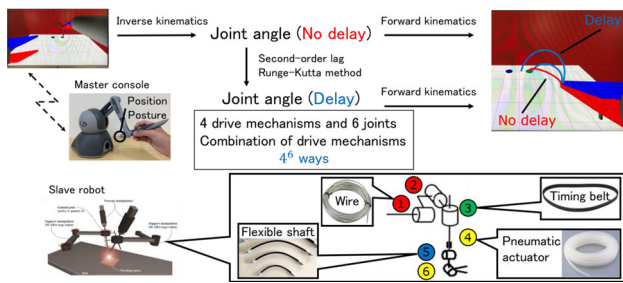 Inverse kinematics
Joint angle (No delay)
Forward kinematics
Delay
No delay
Second-order lag
Runge-Kutta method
Master console
Position
Posture
Joint angle (Delay)
Forward kinematics
4 drive mechanisms and 6 joints
Combination of drive mechanisms
4⁶ ways
Slave robot
Wire
1
2
3
Timing belt
Flexible shaft
4
5
6
Pneumatic
actuator